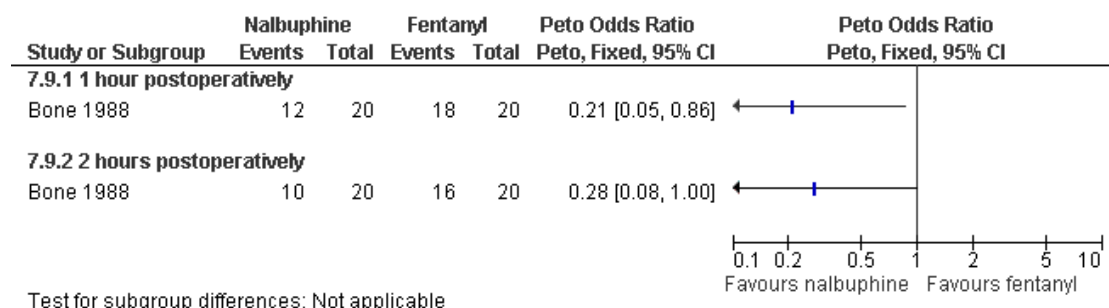 Nalbuphine Fentanyl Peto Odds Ratio Peto Odds Ratio
Study or Subgroup Events Total Events Total Peto, Fixed, 95% CI Peto, Fixed, 95% CI
7.9.1 1 hour postoperatively
Bone 1988 12 20 18 20 0.21 [0.05, 0.86]
7.9.2 2 hours postoperatively
Bone 1988 10 20 16 20 0.28 [0.08, 1.00]
0.1 0.2 0.5 1 2 5 10
Favours nalbuphine Favours fentanyl
Test for subgroup differences: Not applicable